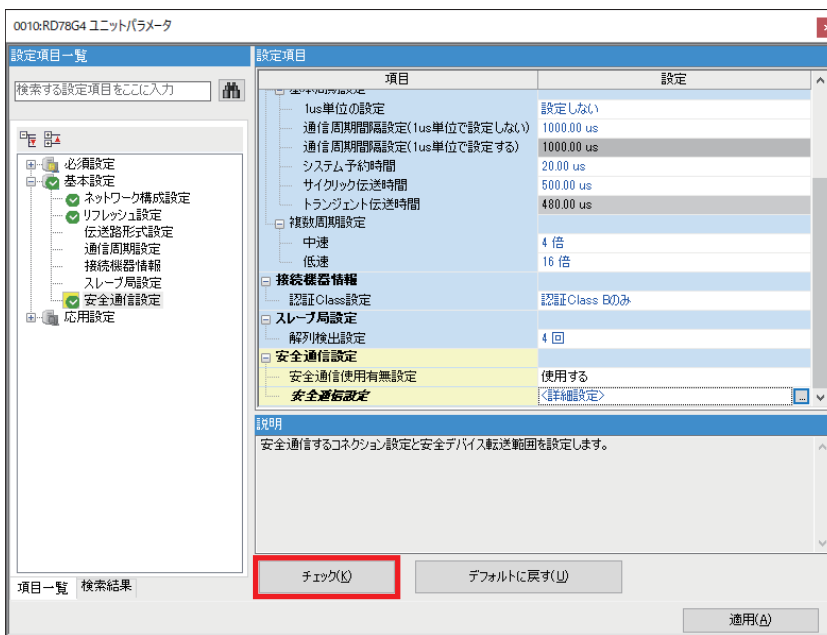 0010:RD78G4 ユニットパラメータ
設定項目一覧
検索する設定項目をここに入力
必須設定
基本設定
ネットワーク構成設定
リフレッシュ設定
伝送路形式設定
通信周期設定
接続機器情報
スレーブ局設定
安全通信設定
応用設定
項目一覧 検索結果
設定項目
項目 設定
1us単位の設定 設定しない
通信周期間隔設定(1us単位で設定しない) 1000.00 us
通信周期間隔設定(1us単位で設定する) 1000.00 us
システム予約時間 20.00 us
サイクリック伝送時間 500.00 us
トランジェント伝送時間 480.00 us
複数周期設定
中速 4 倍
低速 16 倍
接続機器情報
認証Class設定 認証Class Bのみ
スレーブ局設定
解列検出設定 4 回
安全通信設定
安全通信使用有無設定 使用する
安全通信設定 <詳細設定>
説明
安全通信するコネクション設定と安全デバイス転送範囲を設定します。
チェック(K) デフォルトに戻す(U)
適用(A)